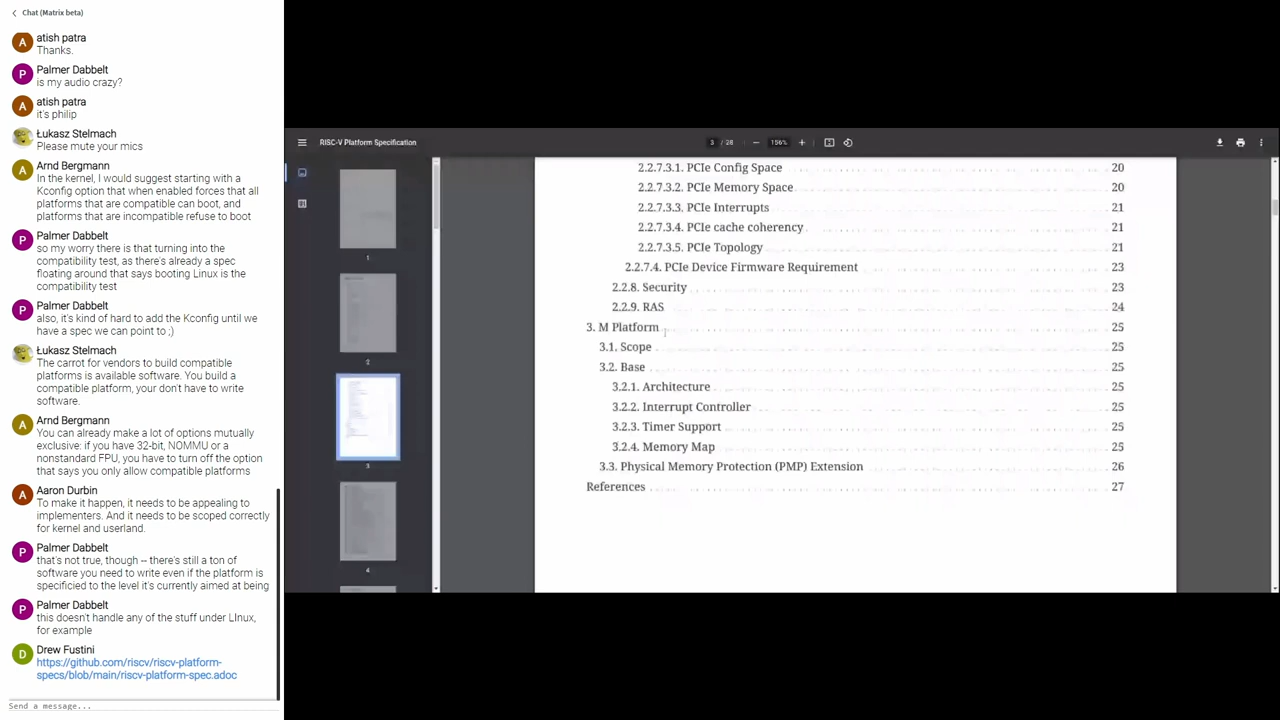 Chat (Matrix beta)
atish patra
Thanks.
Palmer Dabbelt
is my audio crazy?
atish patra
it's philip
Łukasz Stelmach
Please mute your mics
Arnd Bergmann
In the kernel, I would suggest starting with a
Kconfig option that when enabled forces that all
platforms that are compatible can boot, and
platforms that are incompatible refuse to boot
Palmer Dabbelt
so my worry there is that turning into the
compatibility test, as there's already a spec
floating around that says booting Linux is the
compatibility test
Palmer Dabbelt
also, it's kind of hard to add the Kconfig until we
have a spec we can point to ;)
Łukasz Stelmach
The carrot for vendors to build compatible
platforms is available software. You build a
compatible platform, your don't have to write
software.
Arnd Bergmann
You can already make a lot of options mutually
exclusive: if you have 32-bit, NOMMU or a
nonstandard FPU, you have to turn off the option
that says you only allow compatible platforms
Aaron Durbin
To make it happen, it needs to be appealing to
implementers. And it needs to be scoped correctly
for kernel and userland.
Palmer Dabbelt
that's not true, though -- there's still a ton of
software you need to write even if the platform is
specificied to the level it's currently aimed at being
Palmer Dabbelt
this doesn't handle any of the stuff under LInux,
for example
Drew Fustini
https://github.com/riscv/riscv-platform-
specs/blob/main/riscv-platform-spec.adoc
Send a message...
RISC-V Platform Specification
3 / 28
156%
1
2
3
4
2.2.7.3.1. PCIe Config Space 20
2.2.7.3.2. PCIe Memory Space 20
2.2.7.3.3. PCIe Interrupts 21
2.2.7.3.4. PCIe cache coherency 21
2.2.7.3.5. PCIe Topology 21
2.2.7.4. PCIe Device Firmware Requirement 23
2.2.8. Security 23
2.2.9. RAS 24
3. M Platform 25
3.1. Scope 25
3.2. Base 25
3.2.1. Architecture 25
3.2.2. Interrupt Controller 25
3.2.3. Timer Support 25
3.2.4. Memory Map 25
3.3. Physical Memory Protection (PMP) Extension 26
References 27